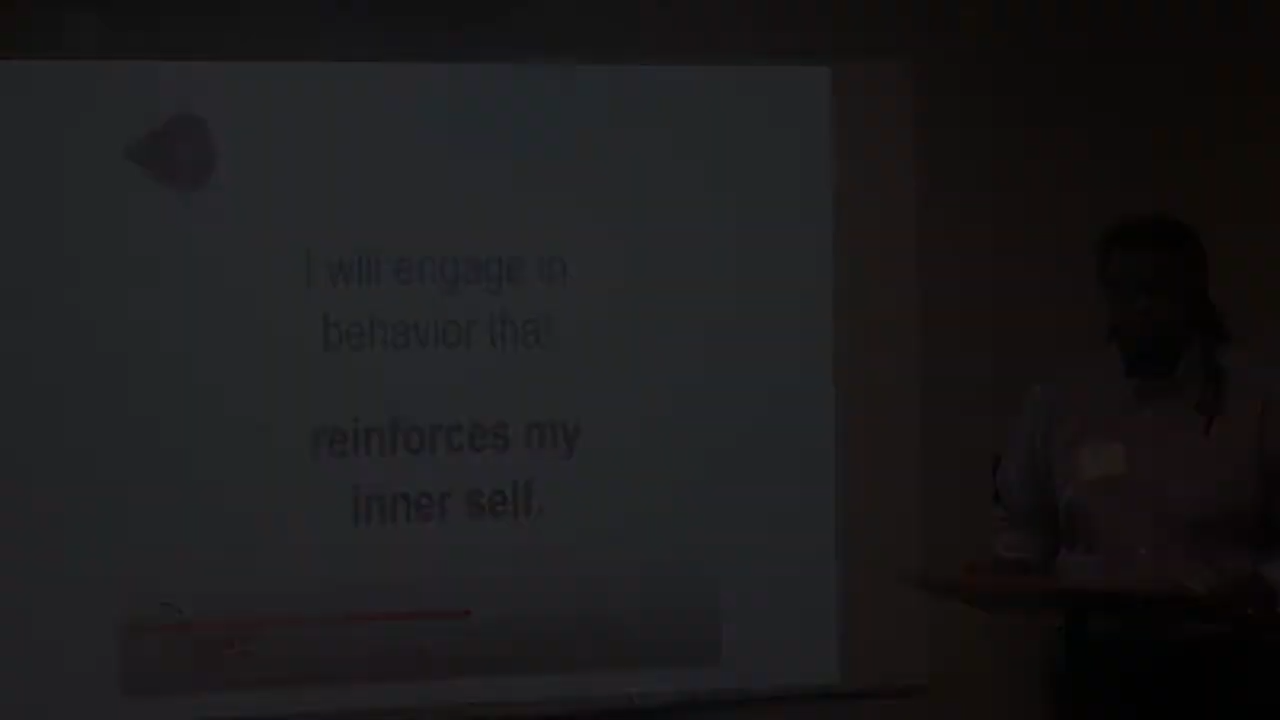 I will engage in
behavior that
reinforces my
inner self.